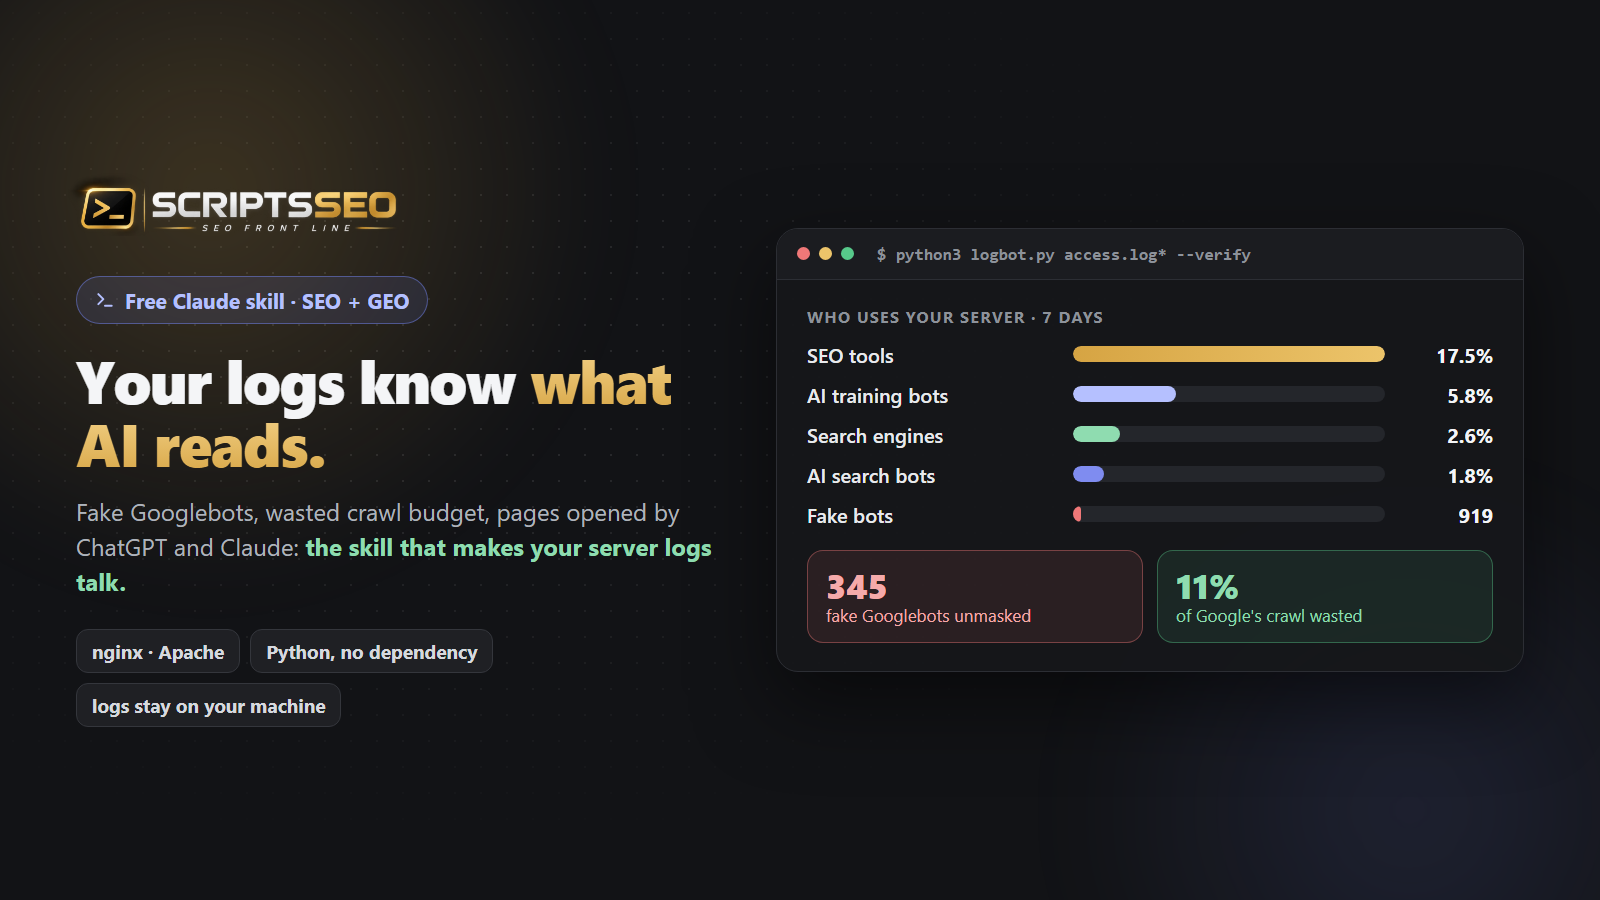 >_ SCRIPTSSEO
SEO FRONT LINE
>_ Free Claude skill · SEO + GEO
Your logs know what
AI reads.
Fake Googlebots, wasted crawl budget, pages opened by
ChatGPT and Claude: the skill that makes your server logs
talk.
nginx · Apache
Python, no dependency
logs stay on your machine
$ python3 logbot.py access.log* --verify
WHO USES YOUR SERVER · 7 DAYS
SEO tools 17.5%
AI training bots 5.8%
Search engines 2.6%
AI search bots 1.8%
Fake bots 919
345
fake Googlebots unmasked
11%
of Google's crawl wasted